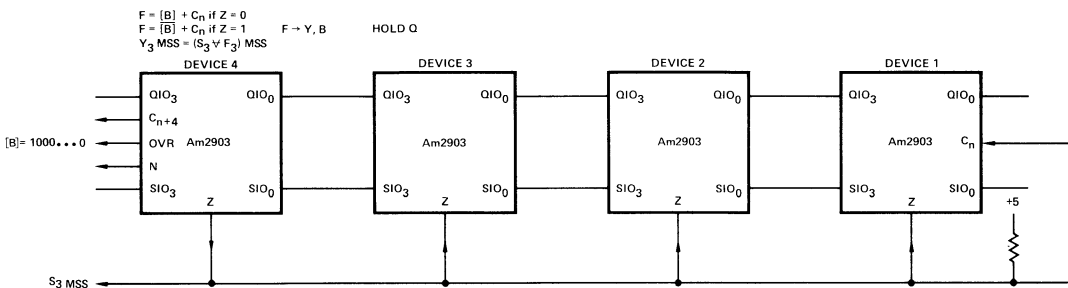 F = [B] + Cn if Z = 0
F = [B̅] + Cn if Z = 1 F → Y, B HOLD Q
Y3 MSS = (S3 ∀ F3) MSS
DEVICE 4 DEVICE 3 DEVICE 2 DEVICE 1
QIO3 QIO0 QIO3 QIO0 QIO3 QIO0 QIO3 QIO0
Cn+4
[B] = 1000•••0 OVR Am2903 Am2903 Am2903 Am2903 Cn
N
SIO3 SIO0 SIO3 SIO0 SIO3 SIO0 SIO3 SIO0
Z Z Z Z +5
S3 MSS